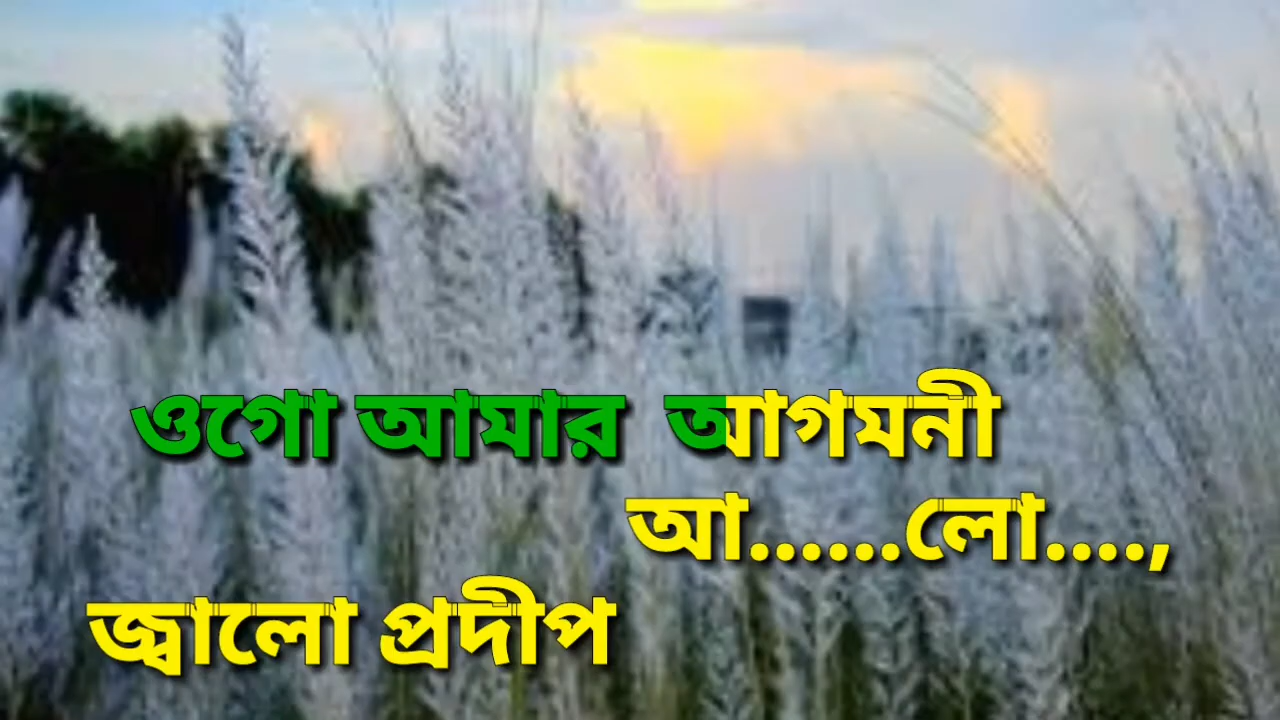 ওগো আমার আগমনী
আ......লো....,
জ্বালো প্রদীপ